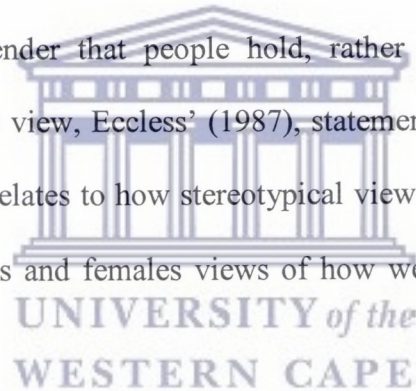 ender that people hold, rather
view, Eccless' (1987), statement
elates to how stereotypical view
s and females views of how we
UNIVERSITY of the
WESTERN CAPE